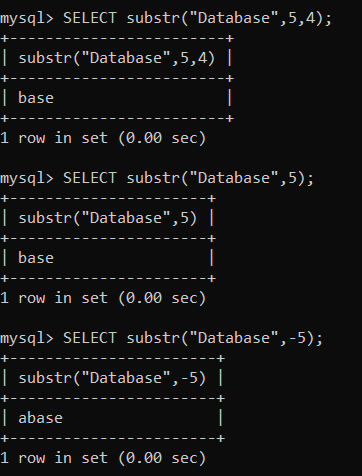 mysql> SELECT substr("Database",5,4);
+------------------------+
| substr("Database",5,4) |
+------------------------+
| base                   |
+------------------------+
1 row in set (0.00 sec)

mysql> SELECT substr("Database",5);
+----------------------+
| substr("Database",5) |
+----------------------+
| base                 |
+----------------------+
1 row in set (0.00 sec)

mysql> SELECT substr("Database",-5);
+-----------------------+
| substr("Database",-5) |
+-----------------------+
| abase                 |
+-----------------------+
1 row in set (0.00 sec)